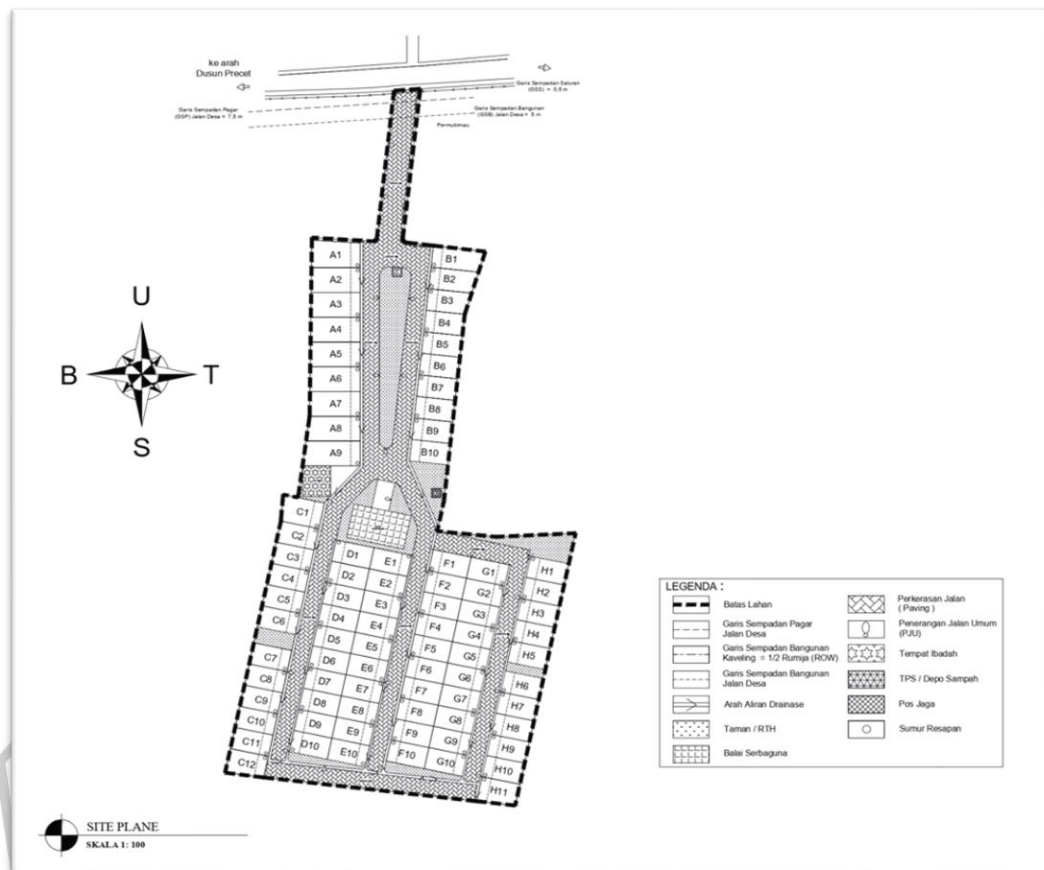 ke arah
Dusun Precet
Garis Sempadan Saluran
(GSS) = 0,5 m
Garis Sempadan Pagar
(GSP) Jalan Desa = 7,5 m
Garis Sempadan Bangunan
(GSB) Jalan Desa = 5 m
Permukiman
U
B
T
S
A1
A2
A3
A4
A5
A6
A7
A8
A9
B1
B2
B3
B4
B5
B6
B7
B8
B9
B10
C1
C2
C3
C4
C5
C6
C7
C8
C9
C10
C11
C12
D1
D2
D3
D4
D5
D6
D7
D8
D9
D10
E1
E2
E3
E4
E5
E6
E7
E8
E9
E10
F1
F2
F3
F4
F5
F6
F7
F8
F9
F10
G1
G2
G3
G4
G5
G6
G7
G8
G9
G10
H1
H2
H3
H4
H5
H6
H7
H8
H9
H10
H11
LEGENDA :
Batas Lahan
Garis Sempadan Pagar
Jalan Desa
Garis Sempadan Bangunan
Kaveling = 1/2 Rumija (ROW)
Garis Sempadan Bangunan
Jalan Desa
Arah Aliran Drainase
Taman / RTH
Balai Serbaguna
Perkerasan Jalan
( Paving )
Penerangan Jalan Umum
(PJU)
Tempat Ibadah
TPS / Depo Sampah
Pos Jaga
Sumur Resapan
SITE PLANE
SKALA 1: 100